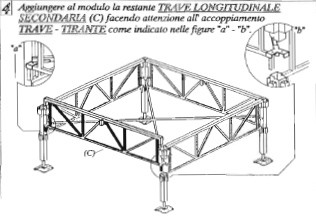 4 Aggiungere al modulo la restante TRAVE LONGITUDINALE
SECONDARIA (C) facendo attenzione all' accoppiamento
TRAVE - TIRANTE come indicato nelle figure "a" - "b".
"a"
"b"
(C)